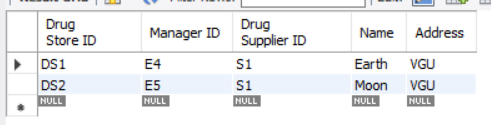 Drug Store ID Manager ID Drug Supplier ID Name Address
DS1 E4 S1 Earth VGU
DS2 E5 S1 Moon VGU
NULL NULL NULL NULL NULL